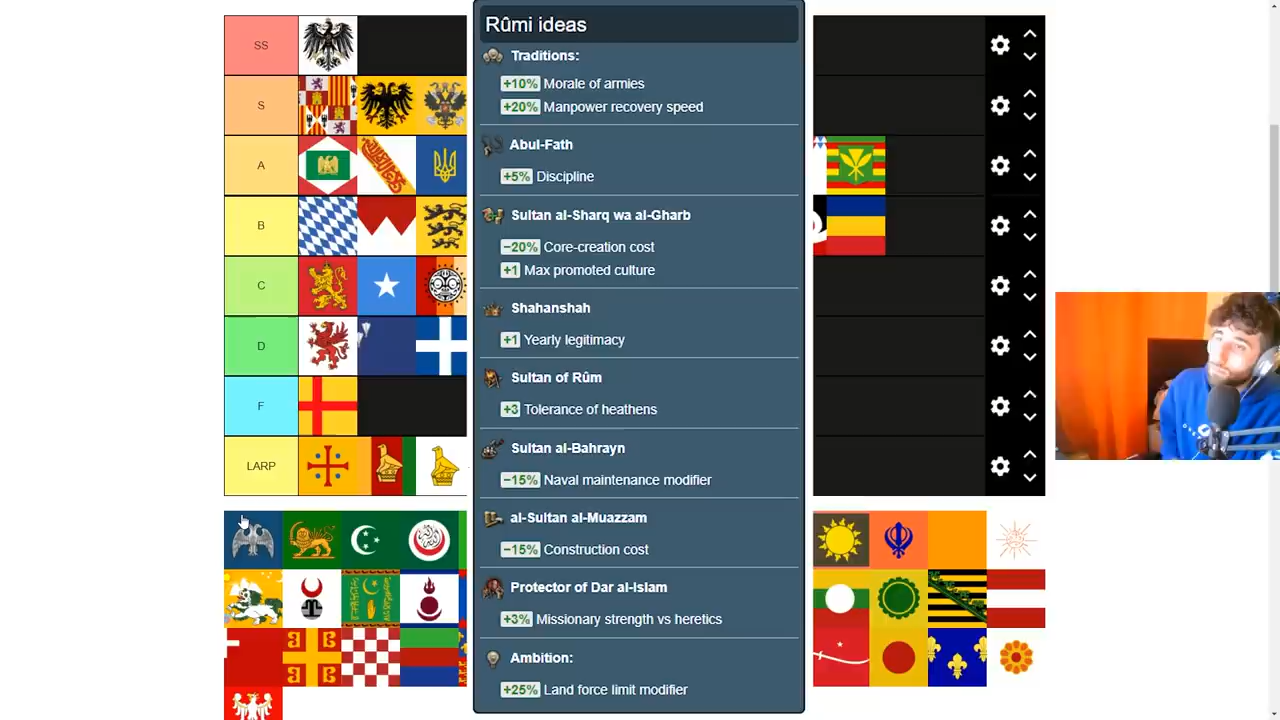 SS
S
A
B
C
D
F
LARP
Rûmi ideas
Traditions:
+10% Morale of armies
+20% Manpower recovery speed
Abul-Fath
+5% Discipline
Sultan al-Sharq wa al-Gharb
−20% Core-creation cost
+1 Max promoted culture
Shahanshah
+1 Yearly legitimacy
Sultan of Rûm
+3 Tolerance of heathens
Sultan al-Bahrayn
−15% Naval maintenance modifier
al-Sultan al-Muazzam
−15% Construction cost
Protector of Dar al-Islam
+3% Missionary strength vs heretics
Ambition:
+25% Land force limit modifier